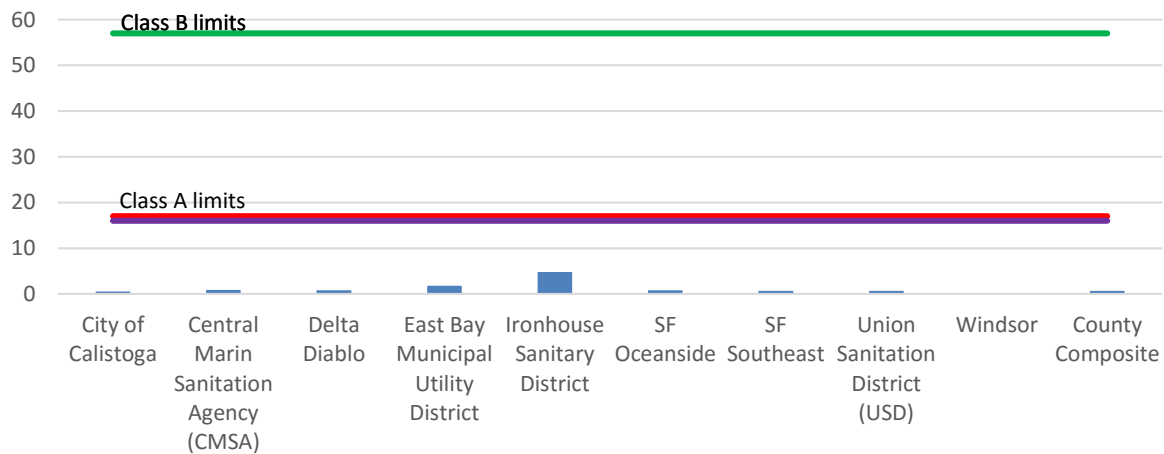 60
Class B limits
50
40
30
20
Class A limits
10
0
City of
Calistoga
Central
Marin
Sanitation
Agency
(CMSA)
Delta
Diablo
East Bay
Municipal
Utility
District
Ironhouse
Sanitary
District
SF
Oceanside
SF
Southeast
Union
Sanitation
District
(USD)
Windsor
County
Composite